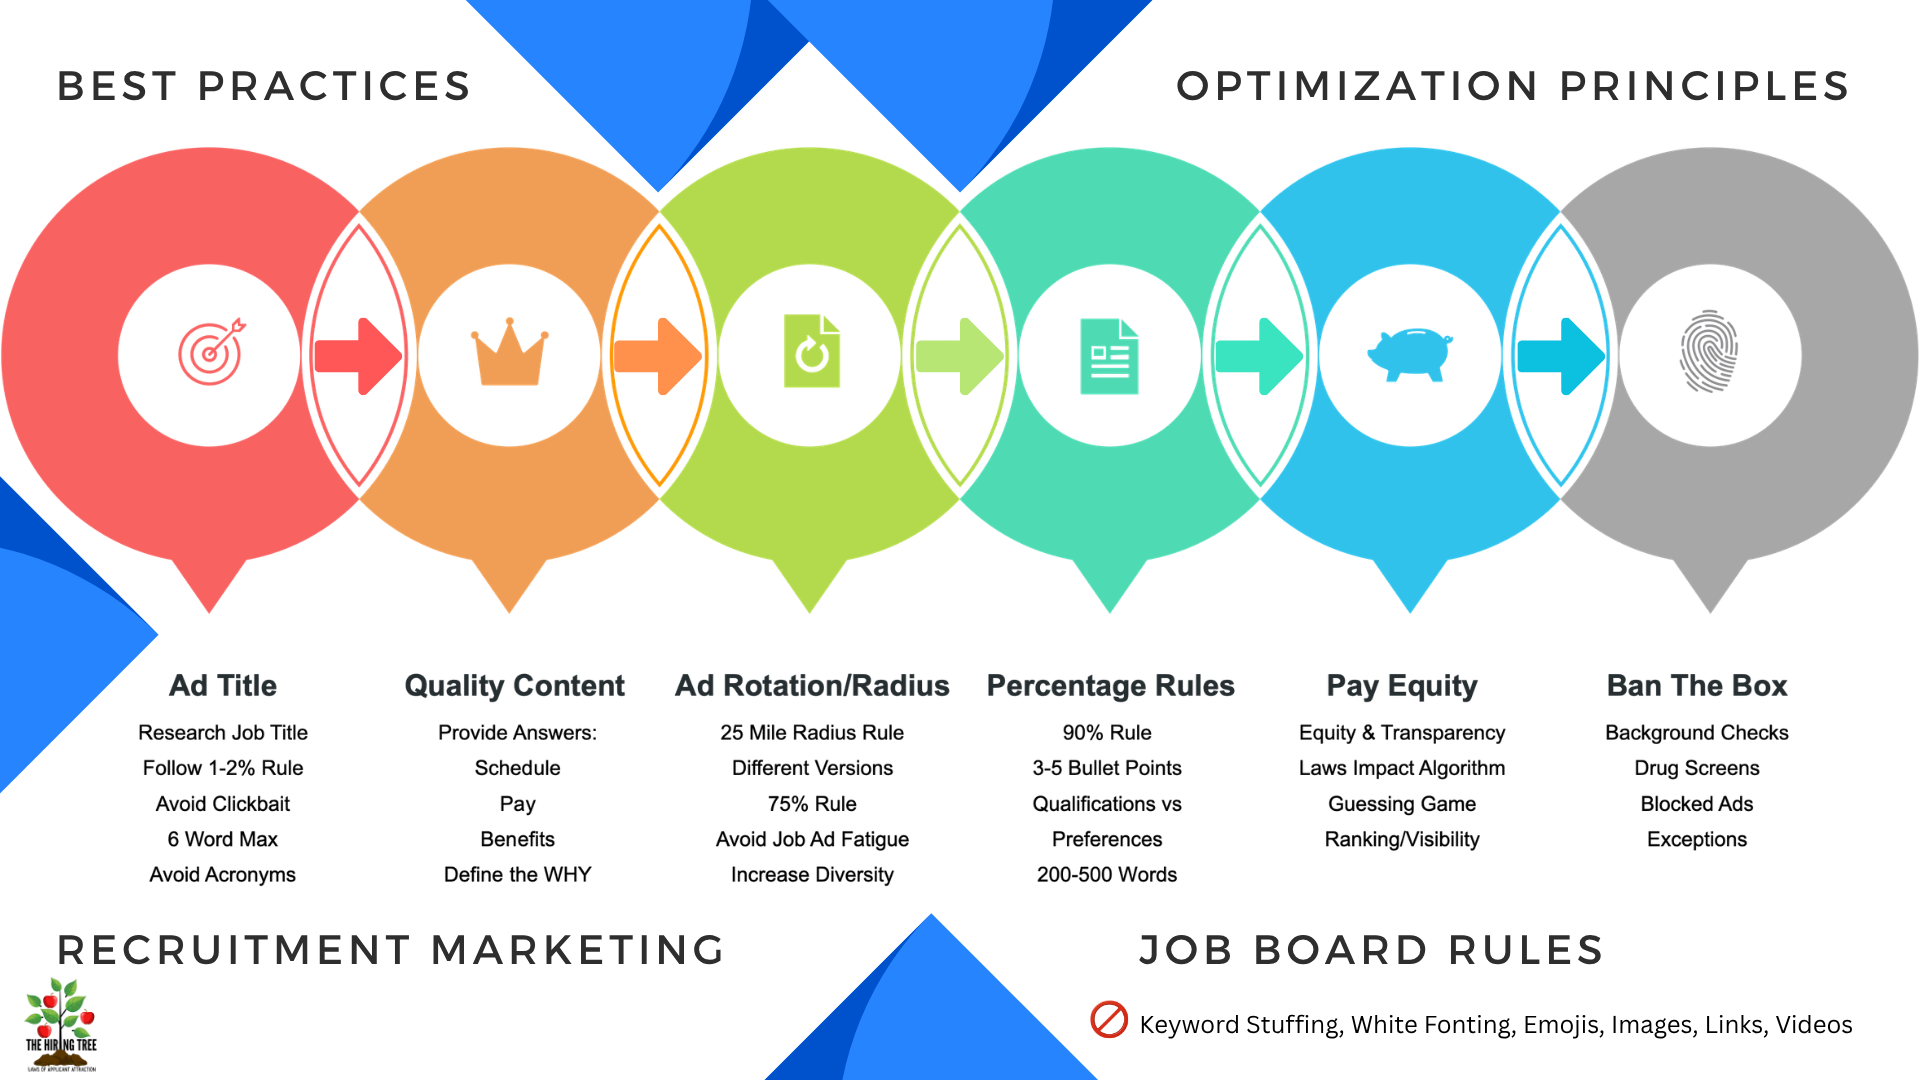 BEST PRACTICES
OPTIMIZATION PRINCIPLES
Ad Title
Research Job Title
Follow 1-2% Rule
Avoid Clickbait
6 Word Max
Avoid Acronyms
Quality Content
Provide Answers:
Schedule
Pay
Benefits
Define the WHY
Ad Rotation/Radius
25 Mile Radius Rule
Different Versions
75% Rule
Avoid Job Ad Fatigue
Increase Diversity
Percentage Rules
90% Rule
3-5 Bullet Points
Qualifications vs
Preferences
200-500 Words
Pay Equity
Equity & Transparency
Laws Impact Algorithm
Guessing Game
Ranking/Visibility
Ban The Box
Background Checks
Drug Screens
Blocked Ads
Exceptions
RECRUITMENT MARKETING
JOB BOARD RULES
Keyword Stuffing, White Fonting, Emojis, Images, Links, Videos
THE HIRING TREE
LAWS OF APPLICANT ATTRACTION